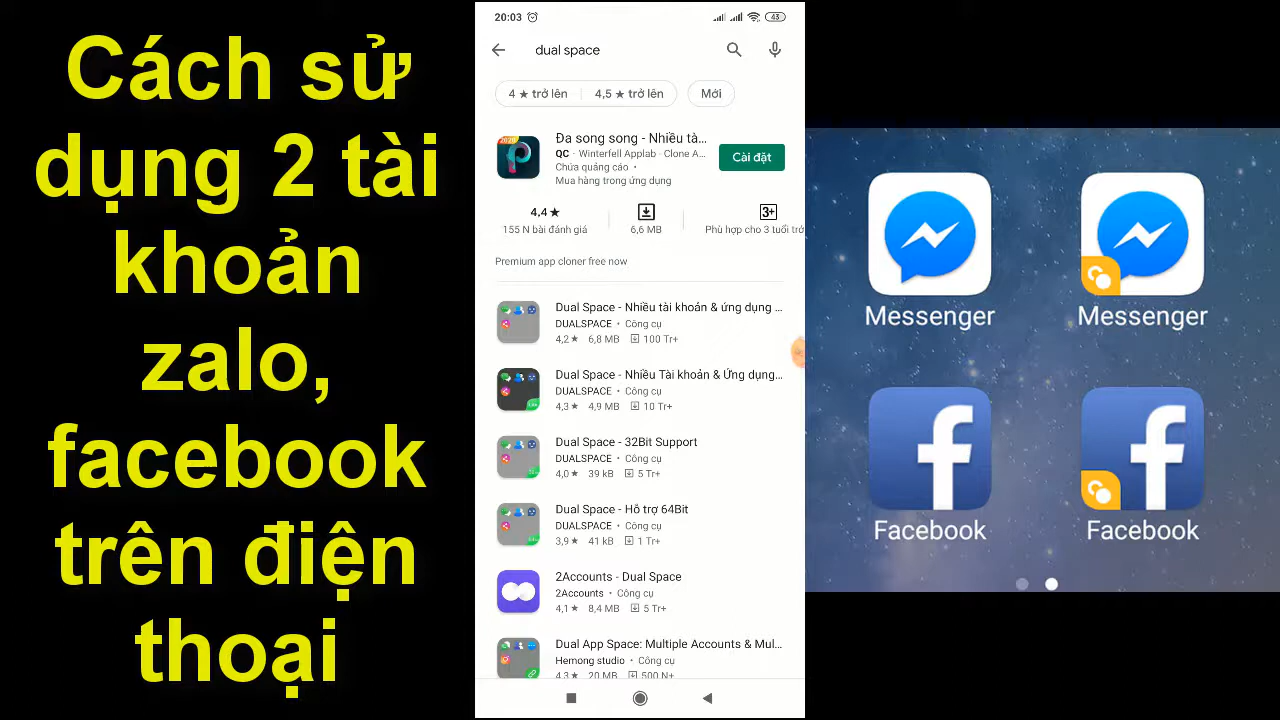 Cách sử
dụng 2 tài
khoản
zalo,
facebook
trên điện
thoại
20:03
43
dual space
4 ★ trở lên
4,5 ★ trở lên
Mới
2020
Đa song song - Nhiều tà...
QC · Winterfell Applab · Clone A...
Chứa quảng cáo •
Mua hàng trong ứng dụng
Cài đặt
4,4★
3+
155 N bài đánh giá
6,6 MB
Phù hợp cho 3 tuổi trở
Premium app cloner free now
Dual Space - Nhiều tài khoản & ứng dụng ...
DUALSPACE • Công cụ
4,2★ 6,8 MB 100 Tr+
Dual Space - Nhiều Tài khoản & Ứng dụng...
DUALSPACE • Công cụ
4,3★ 4,9 MB 10 Tr+
Dual Space - 32Bit Support
DUALSPACE • Công cụ
4,0★ 39 kB 5 Tr+
Dual Space - Hỗ trợ 64Bit
DUALSPACE • Công cụ
3,9★ 41 kB 1 Tr+
2Accounts - Dual Space
2Accounts • Công cụ
4,1★ 8,4 MB 5 Tr+
Dual App Space: Multiple Accounts & Mul...
Hemong studio • Công cụ
4,3★ 20 MB 500 N+
Messenger
Messenger
Facebook
Facebook